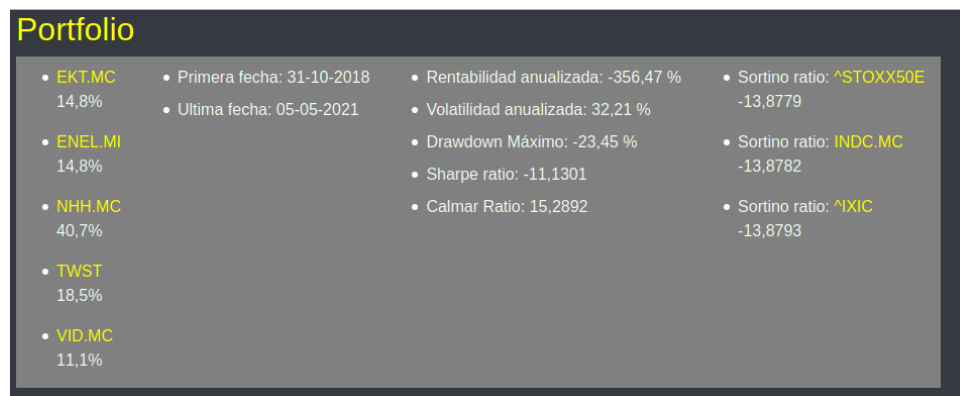 Portfolio
EKT.MC
14,8%
ENEL.MI
14,8%
NHH.MC
40,7%
TWST
18,5%
VID.MC
11,1%
Primera fecha: 31-10-2018
Ultima fecha: 05-05-2021
Rentabilidad anualizada: -356,47 %
Volatilidad anualizada: 32,21 %
Drawdown Máximo: -23,45 %
Sharpe ratio: -11,1301
Calmar Ratio: 15,2892
Sortino ratio: ^STOXX50E
-13,8779
Sortino ratio: INDC.MC
-13,8782
Sortino ratio: ^IXIC
-13,8793